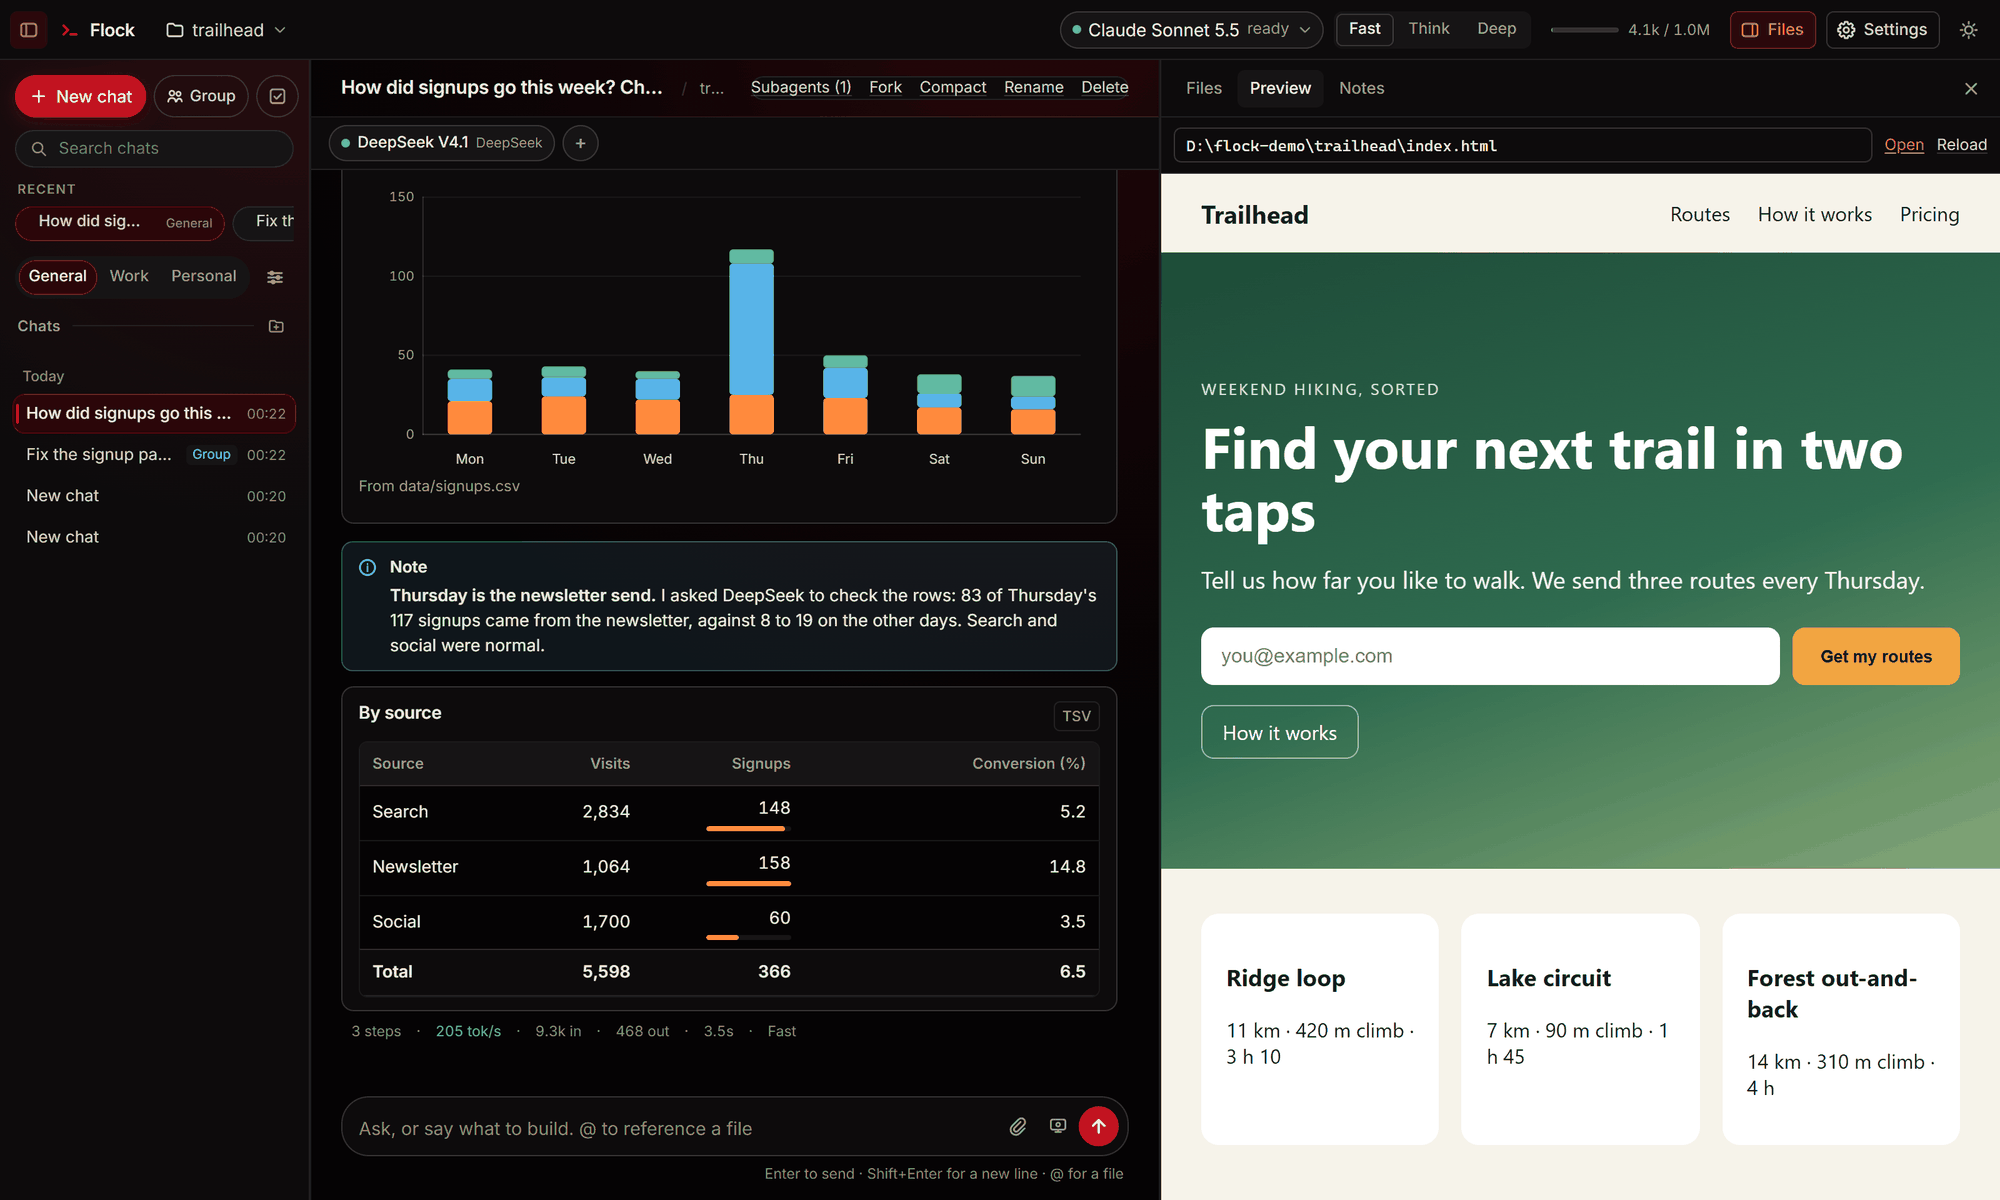 Flock
trailhead
Claude Sonnet 5.5 ready
Fast
Think
Deep
4.1k / 1.0M
Files
Settings
New chat
Group
Search chats
RECENT
How did sig... General
Fix th
General
Work
Personal
Chats
Today
How did signups go this ... 00:22
Fix the signup pa... Group 00:22
New chat 00:20
New chat 00:20
How did signups go this week? Ch... / tr...
Subagents (1)
Fork
Compact
Rename
Delete
DeepSeek V4.1 DeepSeek
+
150
100
50
0
Mon Tue Wed Thu Fri Sat Sun
From data/signups.csv
Note
Thursday is the newsletter send. I asked DeepSeek to check the rows: 83 of Thursday's
117 signups came from the newsletter, against 8 to 19 on the other days. Search and
social were normal.
By source
TSV
Source Visits Signups Conversion (%)
Search 2,834 148 5.2
Newsletter 1,064 158 14.8
Social 1,700 60 3.5
Total 5,598 366 6.5
3 steps · 205 tok/s · 9.3k in · 468 out · 3.5s · Fast
Ask, or say what to build. @ to reference a file
Enter to send · Shift+Enter for a new line · @ for a file
Files
Preview
Notes
D:\flock-demo\trailhead\index.html
Open
Reload
Trailhead
Routes
How it works
Pricing
WEEKEND HIKING, SORTED
Find your next trail in two
taps
Tell us how far you like to walk. We send three routes every Thursday.
you@example.com
Get my routes
How it works
Ridge loop
11 km · 420 m climb ·
3 h 10
Lake circuit
7 km · 90 m climb · 1
h 45
Forest out-and-
back
14 km · 310 m climb ·
4 h